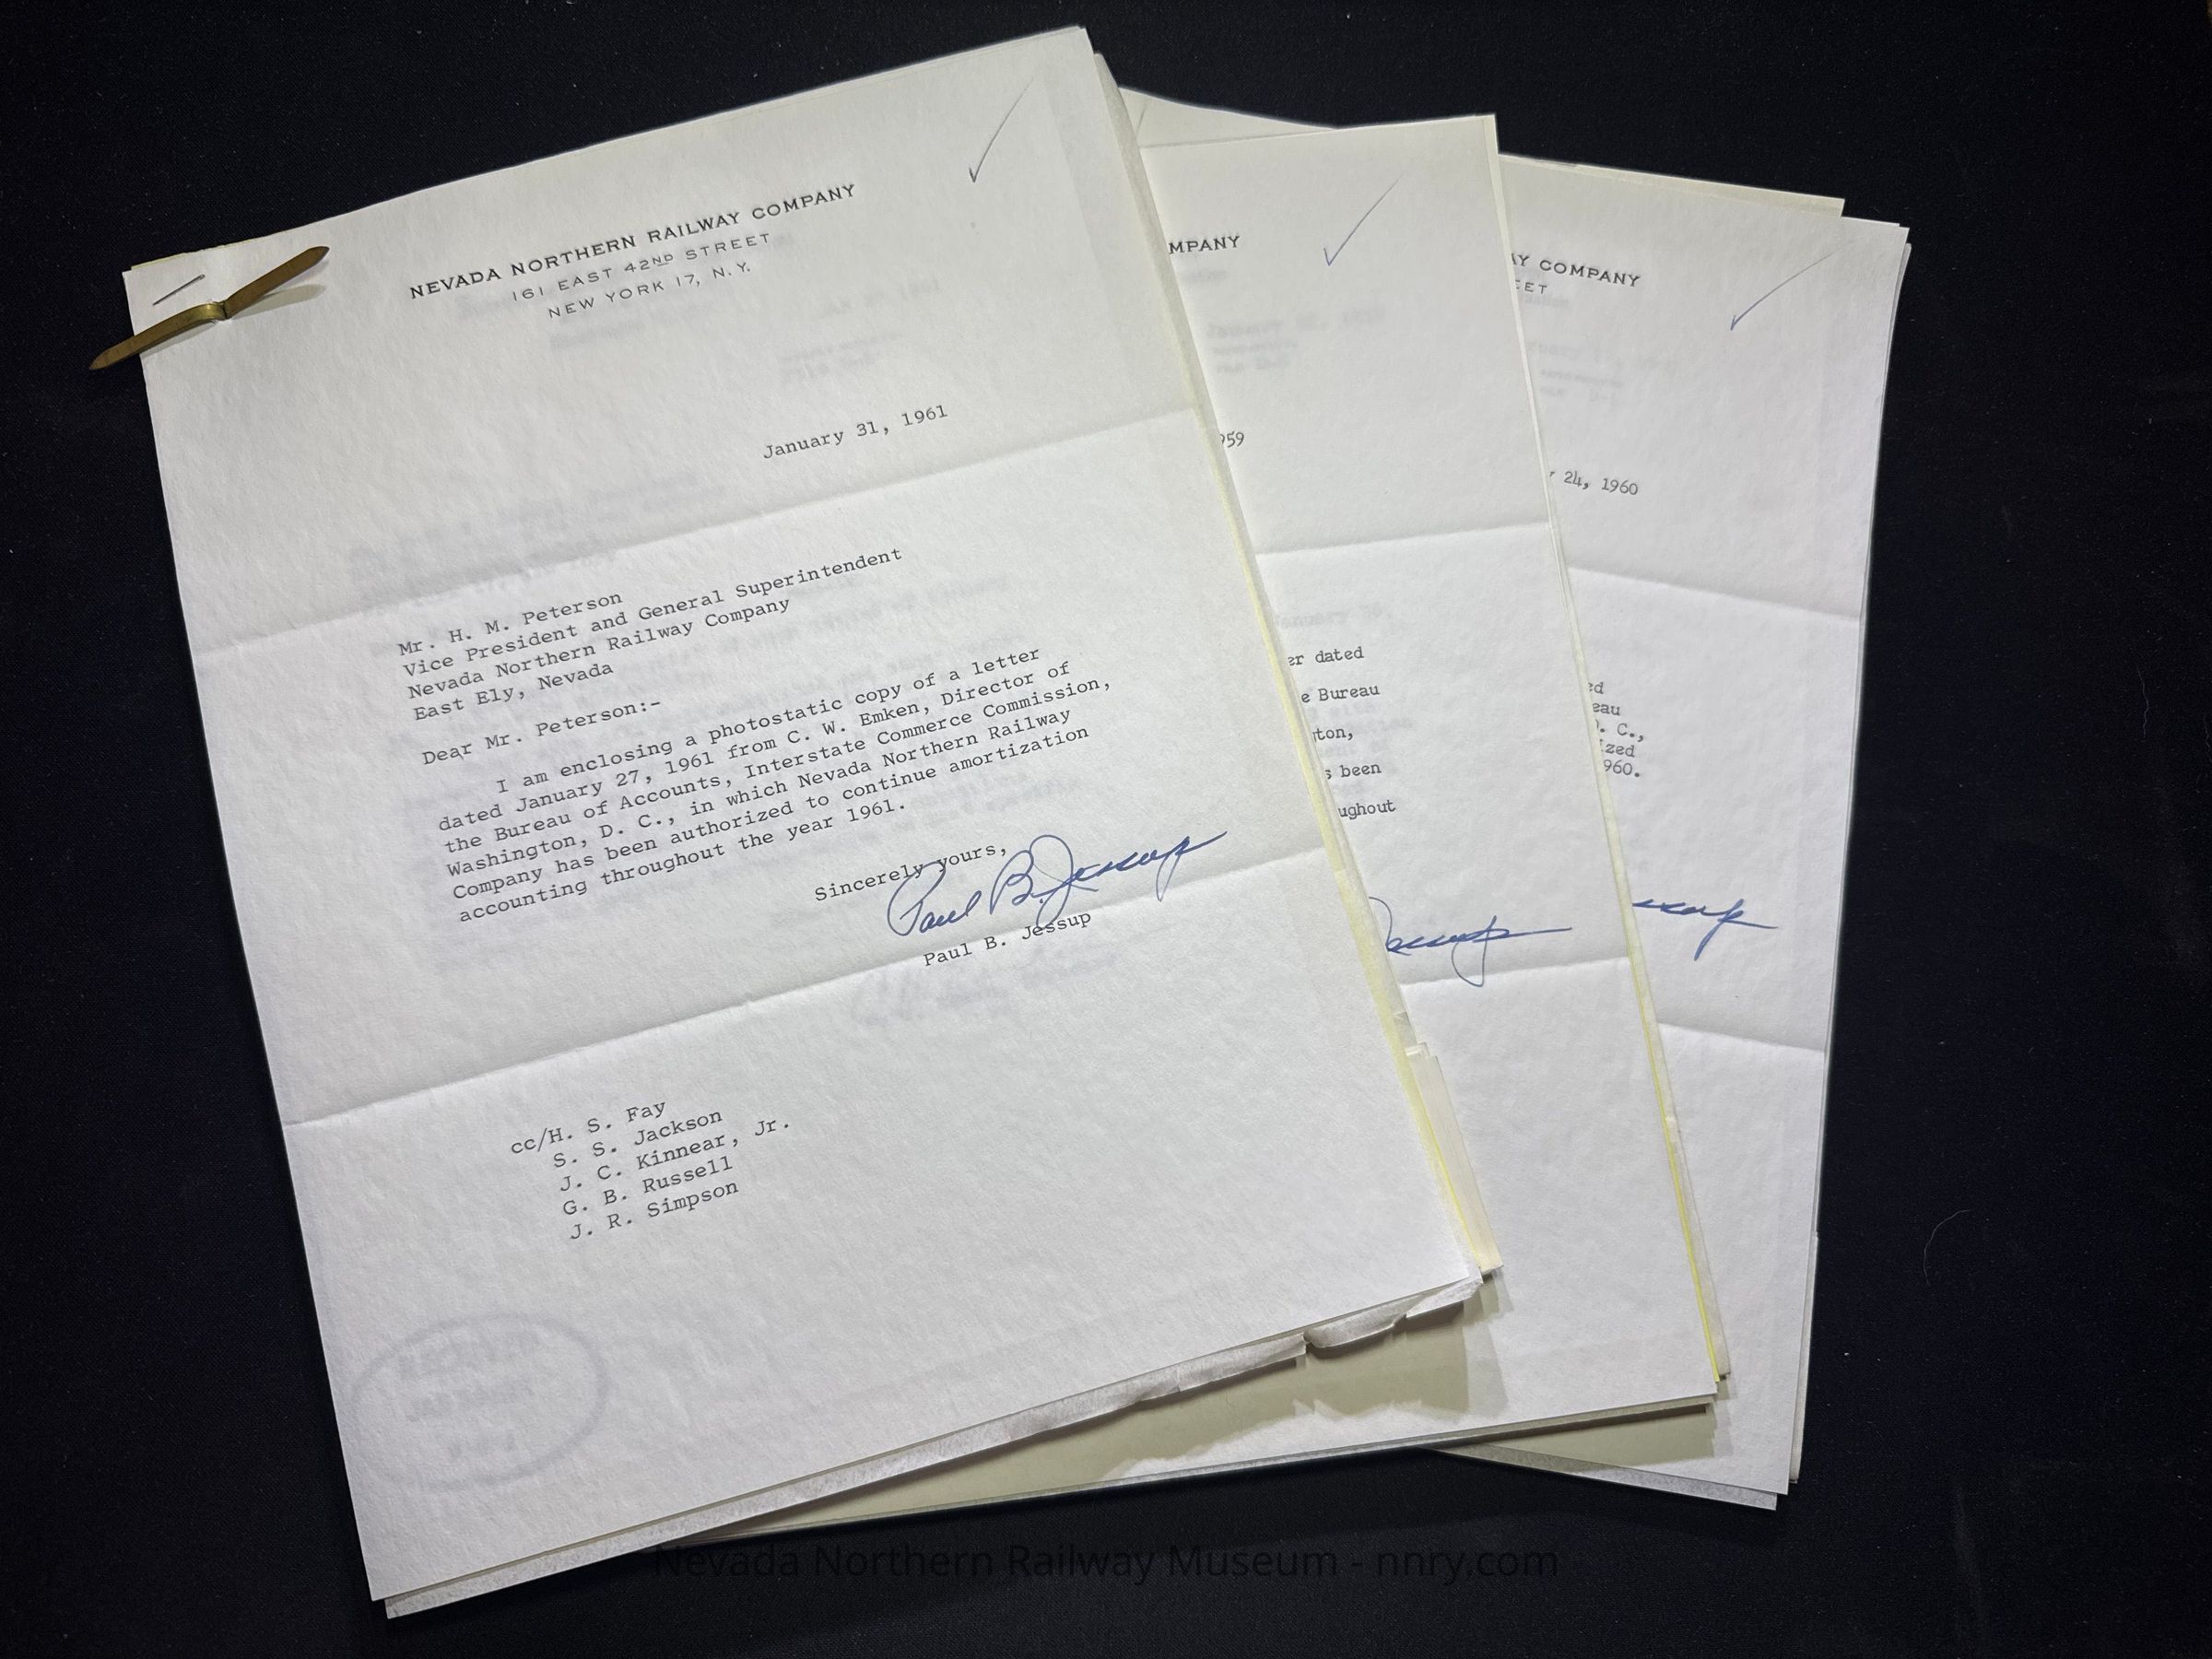 NEVADA NORTHERN RAILWAY COMPANY
161 EAST 42ND STREET
NEW YORK 17, N.Y.
January 31, 1961
Mr. H. M. Peterson
Vice President and General Superintendent
Nevada Northern Railway Company
East Ely, Nevada
Dear Mr. Peterson:-
I am enclosing a photostatic copy of a letter
dated January 27, 1961 from C. W. Emken, Director of
the Bureau of Accounts, Interstate Commerce Commission,
Washington, D. C., in which Nevada Northern Railway
Company has been authorized to continue amortization
accounting throughout the year 1961.
Sincerely yours,
Paul B. Jessup
Paul B. Jessup
cc/H. S. Fay
S. S. Jackson
J. C. Kinnear, Jr.
G. B. Russell
J. R. Simpson
MPANY
959
er dated
e Bureau
gton,
s been
ughout
Jessup
AY COMPANY
EET
y 24, 1960
ed
eau
D. C.,
ized
960.
essup
Nevada Northern Railway Museum - nnry.com